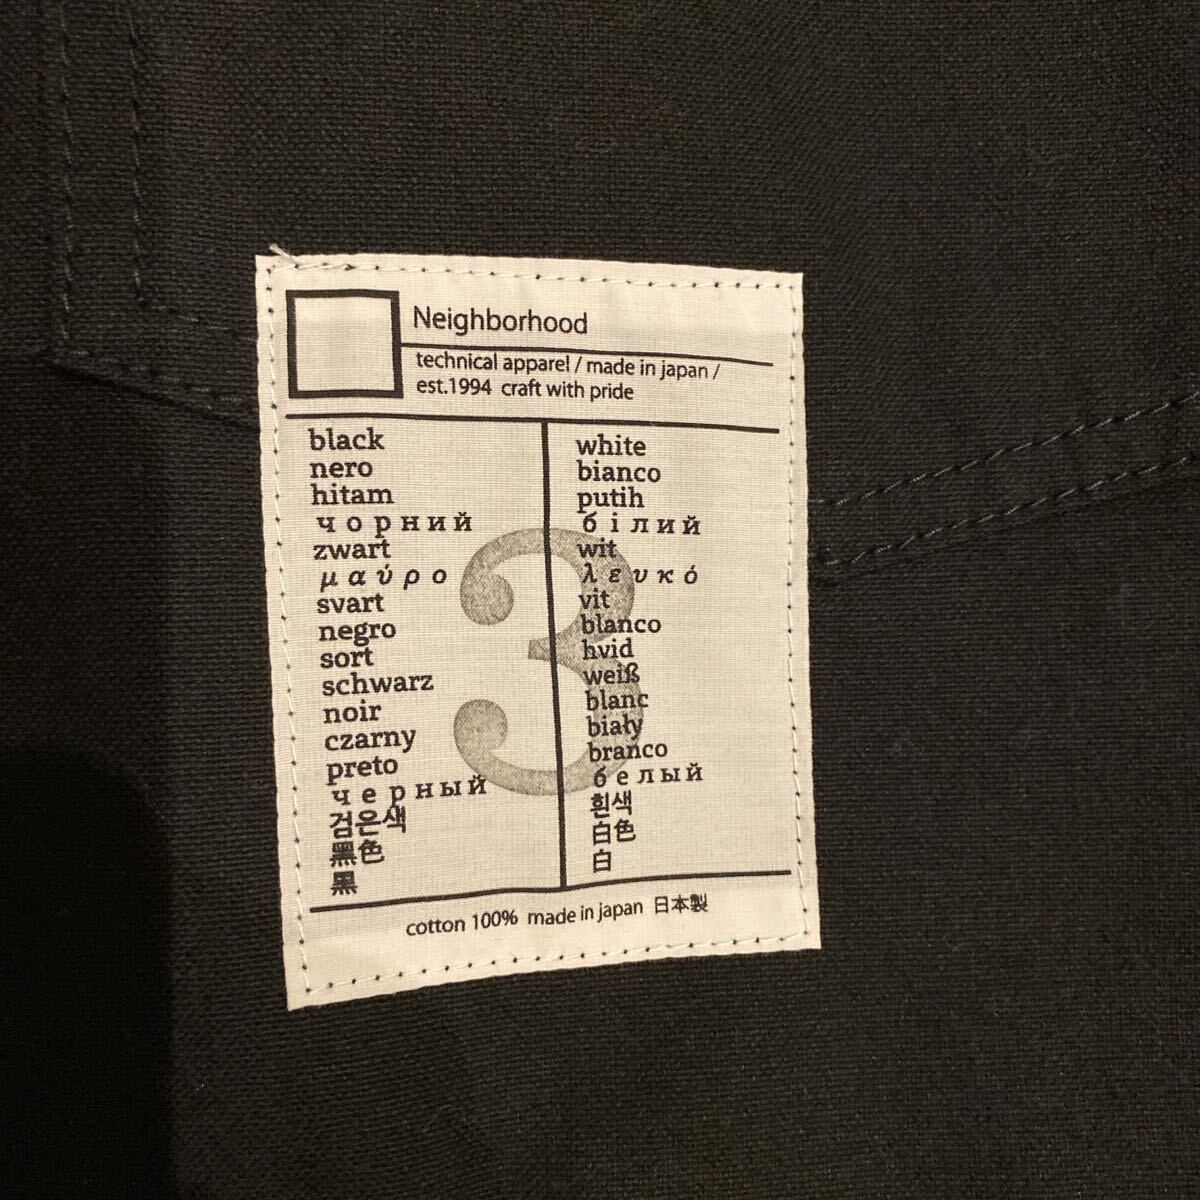 Neighborhood
technical apparel / made in japan /
est.1994 craft with pride
black
nero
hitam
чорний
zwart
μαύρο
svart
negro
sort
schwarz
noir
czarny
preto
черный
검은색
黑色
黒
white
bianco
putih
білий
wit
λευκό
vit
blanco
hvid
weiß
blanc
biały
branco
белый
흰색
白色
白
3
cotton 100% made in japan 日本製